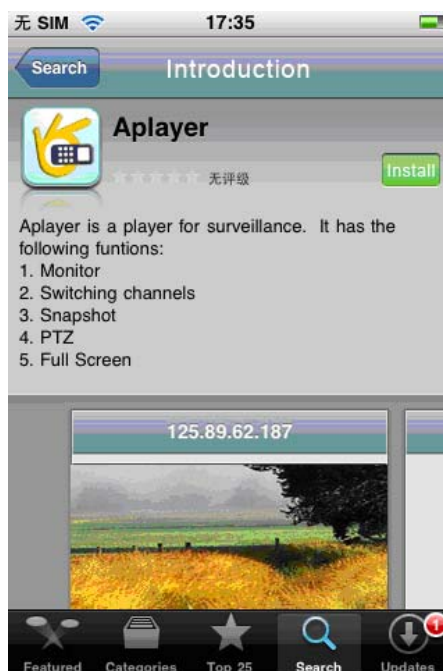 无 SIM 17:35
Search Introduction
Aplayer
无评级
Install
Aplayer is a player for surveillance. It has the
following funtions:
1. Monitor
2. Switching channels
3. Snapshot
4. PTZ
5. Full Screen
125.89.62.187
1
Featured Categories Top 25 Search Updates